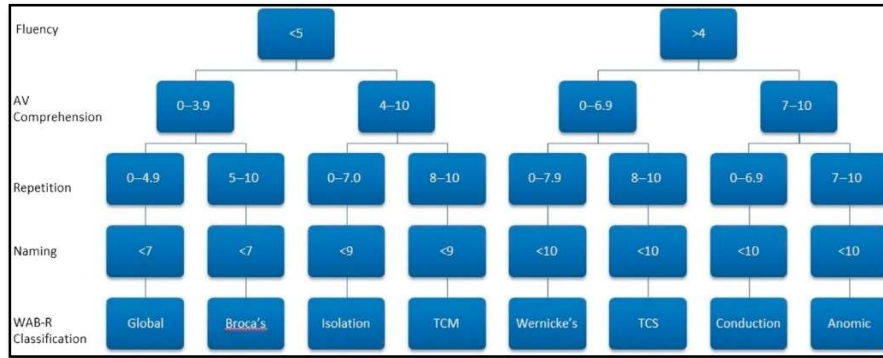 Fluency
<5
>4
AV
Comprehension
0–3.9
4–10
0–6.9
7–10
Repetition
0–4.9
5–10
0–7.0
8–10
0–7.9
8–10
0–6.9
7–10
Naming
<7
<7
<9
<9
<10
<10
<10
<10
WAB-R
Classification
Global
Broca's
Isolation
TCM
Wernicke's
TCS
Conduction
Anomic